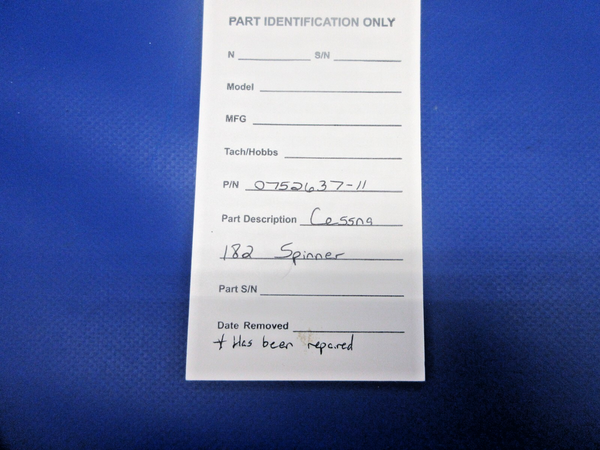 PART IDENTIFICATION ONLY
N S/N
Model
MFG
Tach/Hobbs
P/N 0752637-11
Part Description Cessna
182 Spinner
Part S/N
Date Removed
* Has been repaired